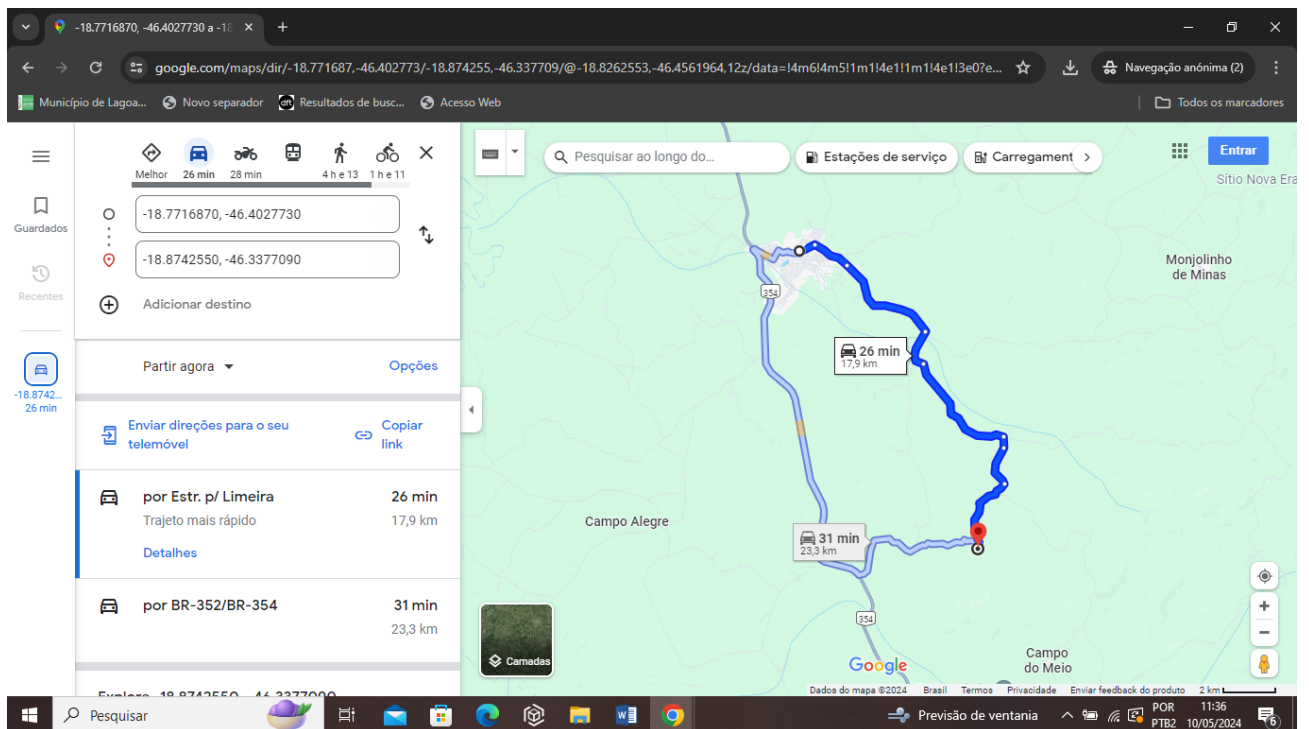 -18.7716870, -46.4027730 a -18
google.com/maps/dir/-18.771687,-46.402773/-18.874255,-46.337709/@-18.8262553,-46.4561964,12z/data=!4m6!4m5!1m1!4e1!1m1!4e1!3e0?e...
Navegação anónima (2)
Município de Lagoa...
Novo separador
Resultados de busc...
Acesso Web
Todos os marcadores
Guardados
Recentes
-18.8742...
26 min
Melhor
26 min
28 min
4 h e 13
1 h e 11
-18.7716870, -46.4027730
-18.8742550, -46.3377090
Adicionar destino
Partir agora
Opções
Enviar direções para o seu
telemóvel
Copiar
link
por Estr. p/ Limeira
26 min
Trajeto mais rápido
17,9 km
Detalhes
por BR-352/BR-354
31 min
23,3 km
Explore -18.8742550, -46.3377090
Pesquisar ao longo do...
Estações de serviço
Carregament
Entrar
Sítio Nova Era
Monjolinho
de Minas
354
26 min
17,9 km
Campo Alegre
31 min
23,3 km
354
Campo
do Meio
Camadas
Google
Dados do mapa ©2024
Brasil
Termos
Privacidade
Enviar feedback do produto
2 km
Pesquisar
Previsão de ventania
POR
PTB2
11:36
10/05/2024
6